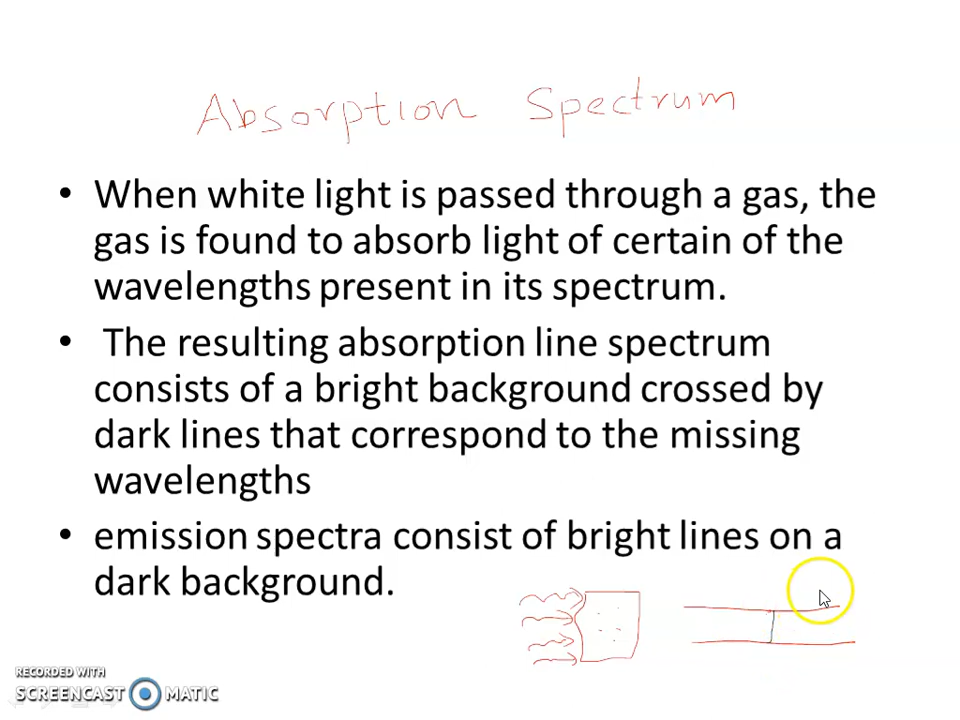 Absorption Spectrum
• When white light is passed through a gas, the
gas is found to absorb light of certain of the
wavelengths present in its spectrum.
• The resulting absorption line spectrum
consists of a bright background crossed by
dark lines that correspond to the missing
wavelengths
• emission spectra consist of bright lines on a
dark background.
RECORDED WITH
SCREENCAST MATIC